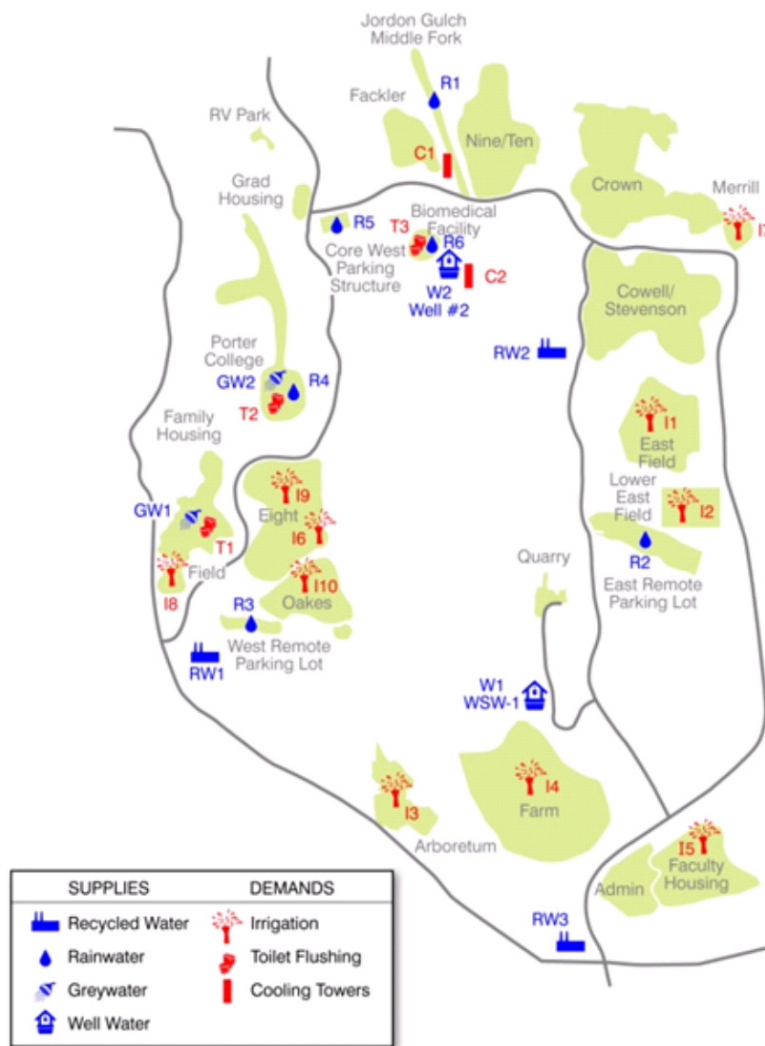 Jordon Gulch
Middle Fork
R1
Fackler
RV Park
Nine/Ten
C1
Crown
Merrill
Grad
Housing
I7
R5
Biomedical
Facility
T3
R6
Core West
Parking
Structure
C2
W2
Well #2
Cowell/
Stevenson
RW2
Porter
College
GW2
R4
T2
Family
Housing
I1
East
Field
Lower
East
Field
I9
Eight
I2
GW1
I6
T1
R2
Quarry
Field
I10
East Remote
Parking Lot
I8
R3
Oakes
West Remote
Parking Lot
RW1
W1
WSW-1
I4
I3
Farm
Arboretum
I5
Faculty
Housing
Admin
RW3
SUPPLIES
DEMANDS
Recycled Water
Irrigation
Rainwater
Toilet Flushing
Greywater
Cooling Towers
Well Water